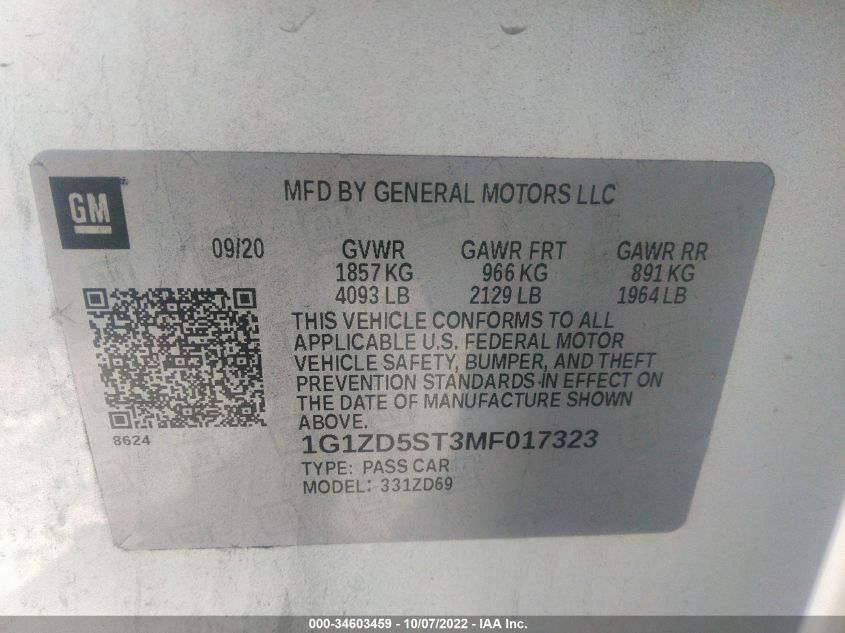 GM
MFD BY GENERAL MOTORS LLC
09/20 GVWR GAWR FRT GAWR RR
1857 KG 966 KG 891 KG
4093 LB 2129 LB 1964 LB
THIS VEHICLE CONFORMS TO ALL
APPLICABLE U.S. FEDERAL MOTOR
VEHICLE SAFETY, BUMPER, AND THEFT
PREVENTION STANDARDS IN EFFECT ON
THE DATE OF MANUFACTURE SHOWN
ABOVE.
8624
1G1ZD5ST3MF017323
TYPE: PASS CAR
MODEL: 331ZD69
000-34603459 - 10/07/2022 - IAA Inc.